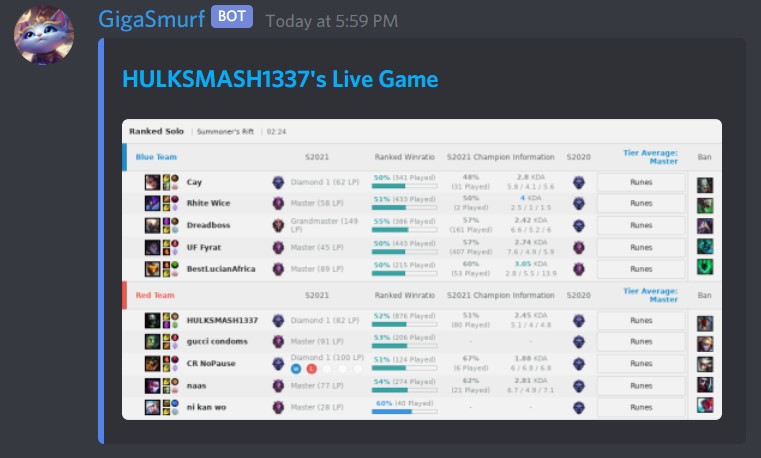 GigaSmurf BOT Today at 5:59 PM
HULKSMASH1337's Live Game
Ranked Solo Summoner's Rift 02:24
Blue Team S2021 Ranked Winratio S2021 Champion Information S2020 Tier Average: Master Ban
Cay Diamond 1 (62 LP) 50% (341 Played) 48% (31 Played) 2.8 KDA 5.8 / 4.1 / 5.6 Runes
Rhite Wice Master (58 LP) 51% (433 Played) 50% (2 Played) 4 KDA 2.5 / 1 / 1.5 Runes
Dreadboss Grandmaster (149 LP) 55% (386 Played) 57% (161 Played) 2.42 KDA 6.6 / 5.2 / 6 Runes
UF Fyrat Master (45 LP) 50% (643 Played) 57% (407 Played) 2.74 KDA 7.6 / 4.9 / 5.9 Runes
BestLucianAfrica Master (89 LP) 50% (215 Played) 60% (53 Played) 3.05 KDA 2.8 / 5.5 / 13.9 Runes
Red Team S2021 Ranked Winratio S2021 Champion Information S2020 Tier Average: Master Ban
HULKSMASH1337 Diamond 1 (82 LP) 52% (876 Played) 51% (80 Played) 2.45 KDA 5.1 / 4 / 4.8 Runes
gucci condoms Master (91 LP) 53% (206 Played) - - Runes
CR NoPause Diamond 1 (100 LP) W L 51% (124 Played) 67% (6 Played) 1.88 KDA 6 / 6.8 / 6.8 Runes
naas Master (77 LP) 54% (274 Played) 62% (21 Played) 2.81 KDA 6.7 / 4.9 / 7.1 Runes
ni kan wo Master (28 LP) 60% (40 Played) - - Runes